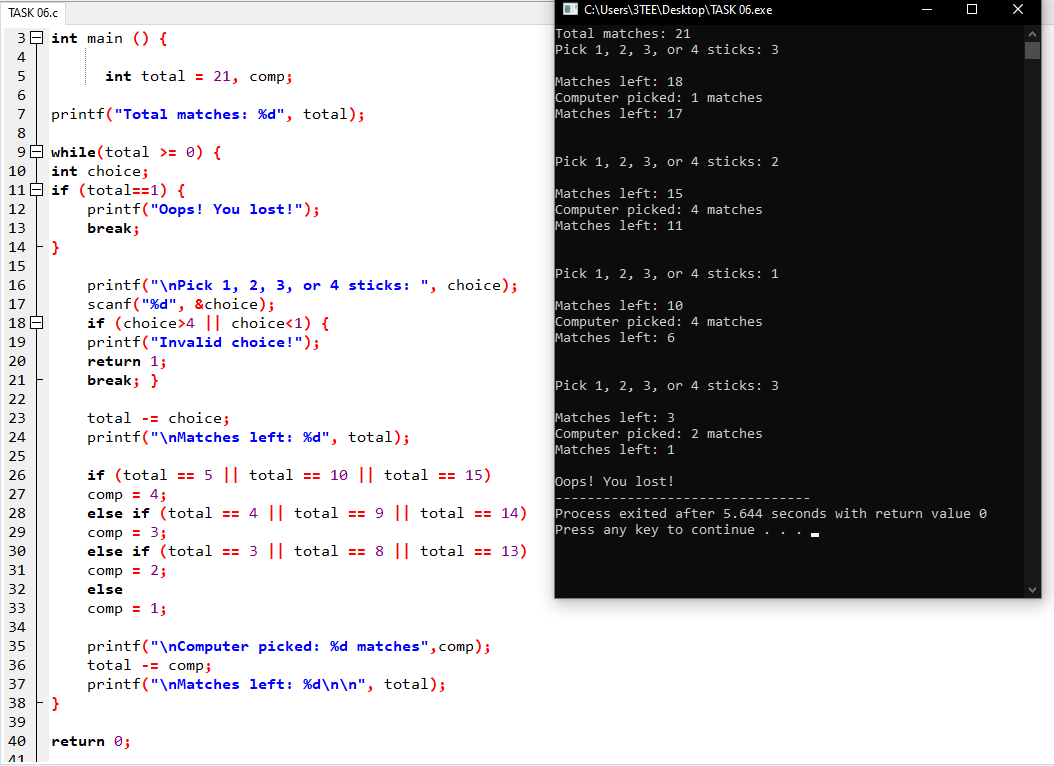 TASK 06.c
3 int main () {
4
5 int total = 21, comp;
6
7 printf("Total matches: %d", total);
8
9 while(total >= 0) {
10 int choice;
11 if (total==1) {
12 printf("Oops! You lost!");
13 break;
14 }
15
16 printf("\nPick 1, 2, 3, or 4 sticks: ", choice);
17 scanf("%d", &choice);
18 if (choice>4 || choice<1) {
19 printf("Invalid choice!");
20 return 1;
21 break; }
22
23 total -= choice;
24 printf("\nMatches left: %d", total);
25
26 if (total == 5 || total == 10 || total == 15)
27 comp = 4;
28 else if (total == 4 || total == 9 || total == 14)
29 comp = 3;
30 else if (total == 3 || total == 8 || total == 13)
31 comp = 2;
32 else
33 comp = 1;
34
35 printf("\nComputer picked: %d matches",comp);
36 total -= comp;
37 printf("\nMatches left: %d\n\n", total);
38 }
39
40 return 0;
41
C:\Users\3TEE\Desktop\TASK 06.exe
Total matches: 21
Pick 1, 2, 3, or 4 sticks: 3
Matches left: 18
Computer picked: 1 matches
Matches left: 17
Pick 1, 2, 3, or 4 sticks: 2
Matches left: 15
Computer picked: 4 matches
Matches left: 11
Pick 1, 2, 3, or 4 sticks: 1
Matches left: 10
Computer picked: 4 matches
Matches left: 6
Pick 1, 2, 3, or 4 sticks: 3
Matches left: 3
Computer picked: 2 matches
Matches left: 1
Oops! You lost!
--------------------------------
Process exited after 5.644 seconds with return value 0
Press any key to continue . . .